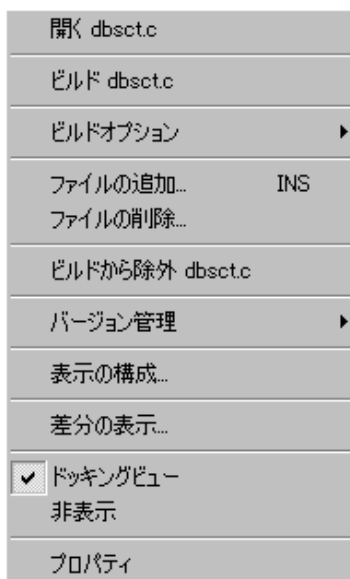 開く dbsct.c
ビルド dbsct.c
ビルドオプション
ファイルの追加... INS
ファイルの削除...
ビルドから除外 dbsct.c
バージョン管理
表示の構成...
差分の表示...
ドッキングビュー
非表示
プロパティ